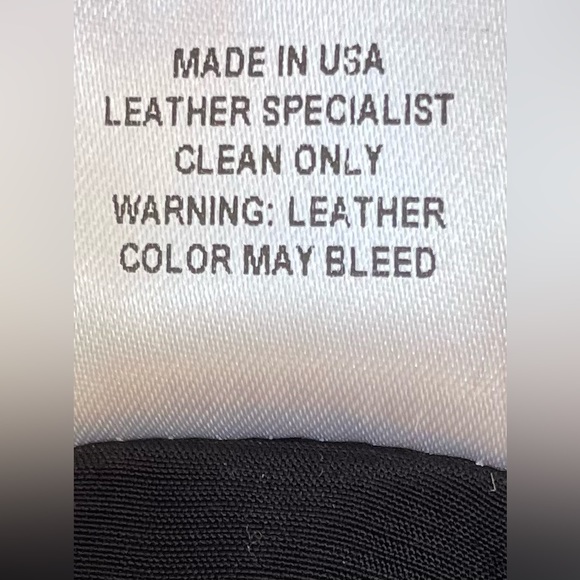 MADE IN USA
LEATHER SPECIALIST
CLEAN ONLY
WARNING: LEATHER
COLOR MAY BLEED